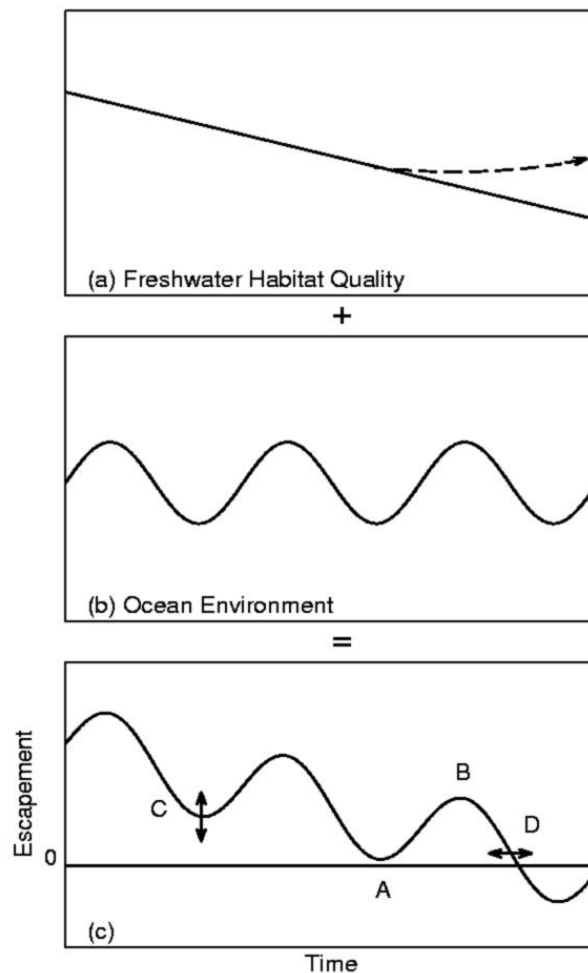 (a) Freshwater Habitat Quality
+
(b) Ocean Environment
=
Escapement
C
B
D
0
A
(c)
Time